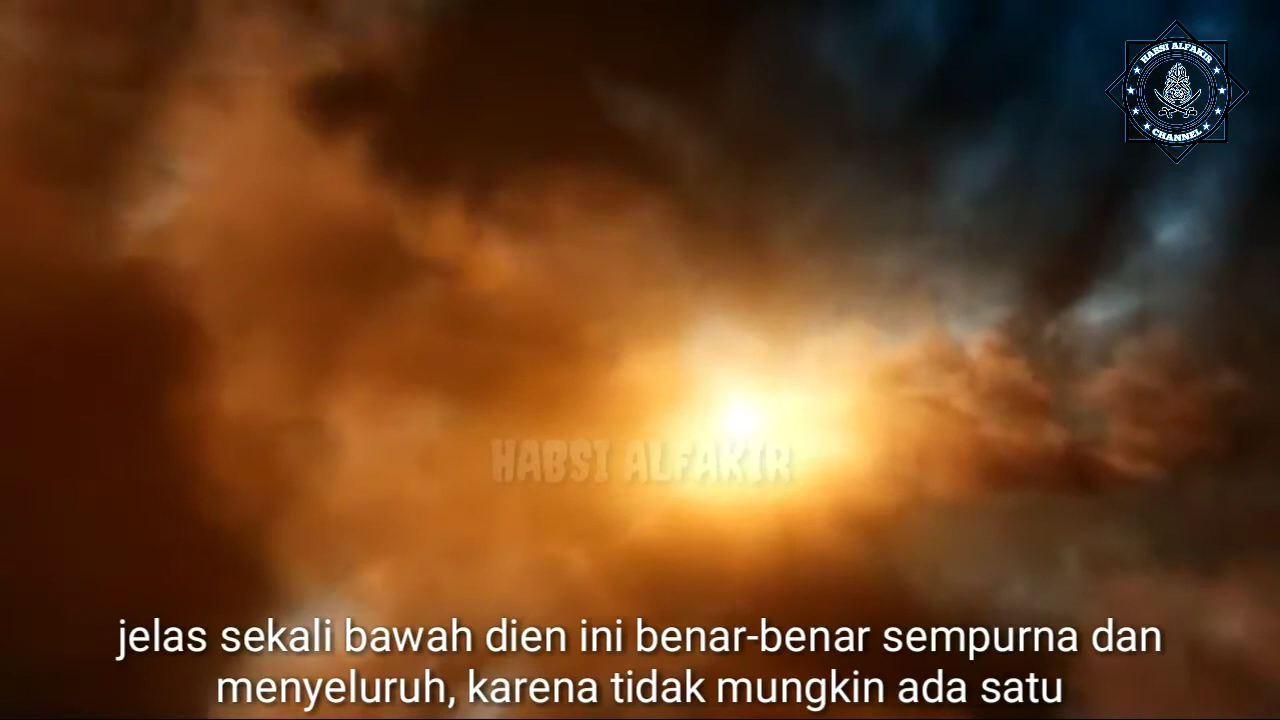 HABSI ALFAKIR
CHANNEL
HABSI ALFAKIR
jelas sekali bawah dien ini benar-benar sempurna dan
menyeluruh, karena tidak mungkin ada satu